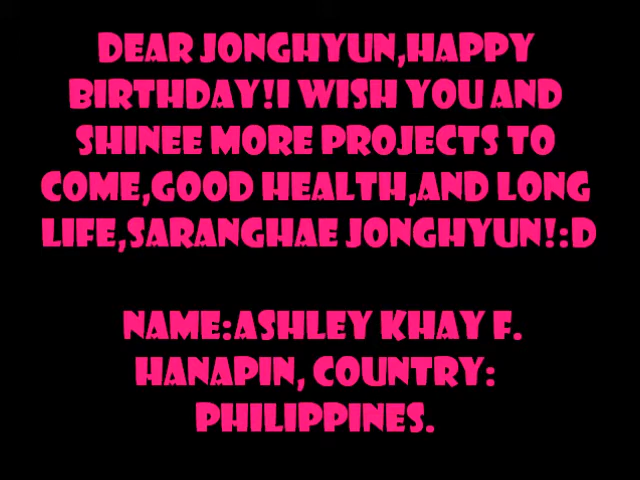 DEAR JONGHYUN,HAPPY
BIRTHDAY!I WISH YOU AND
SHINEE MORE PROJECTS TO
COME,GOOD HEALTH,AND LONG
LIFE,SARANGHAE JONGHYUN!:D
NAME:ASHLEY KHAY F.
HANAPIN, COUNTRY:
PHILIPPINES.